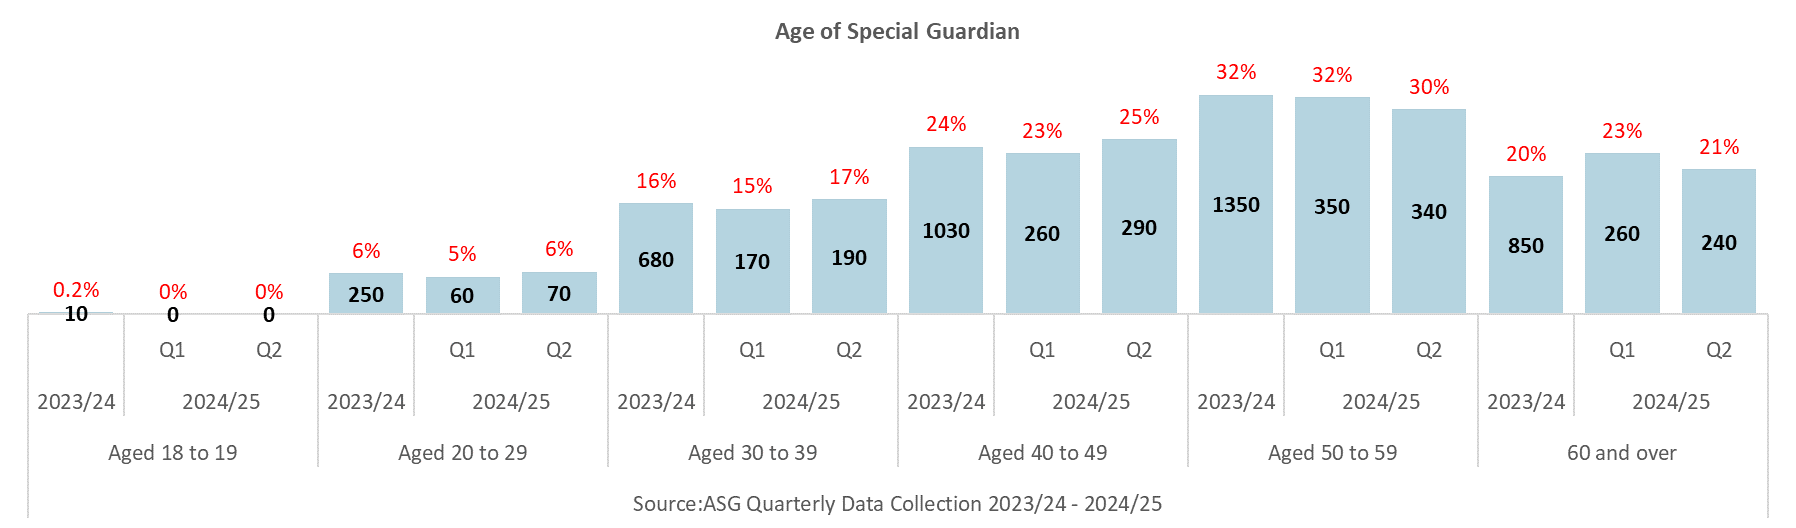 Age of Special Guardian
32% 32% 30%
24% 23% 25% 20% 23% 21%
16% 15% 17%
6% 5% 6%
0.2% 0% 0%
10 0 0 250 60 70 680 170 190 1030 260 290 1350 350 340 850 260 240
Q1 Q2 Q1 Q2 Q1 Q2 Q1 Q2 Q1 Q2 Q1 Q2
2023/24 2024/25 2023/24 2024/25 2023/24 2024/25 2023/24 2024/25 2023/24 2024/25 2023/24 2024/25
Aged 18 to 19 Aged 20 to 29 Aged 30 to 39 Aged 40 to 49 Aged 50 to 59 60 and over
Source:ASG Quarterly Data Collection 2023/24 - 2024/25